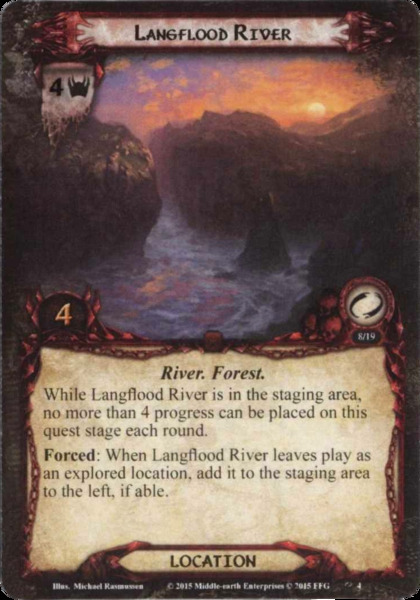 LANGFLOOD RIVER
4
4
8/19
River. Forest.
While Langflood River is in the staging area,
no more than 4 progress can be placed on this
quest stage each round.
Forced: When Langflood River leaves play as
an explored location, add it to the staging area
to the left, if able.
LOCATION
Illus. Michael Rasmussen © 2015 Middle-earth Enterprises © 2015 FFG 4